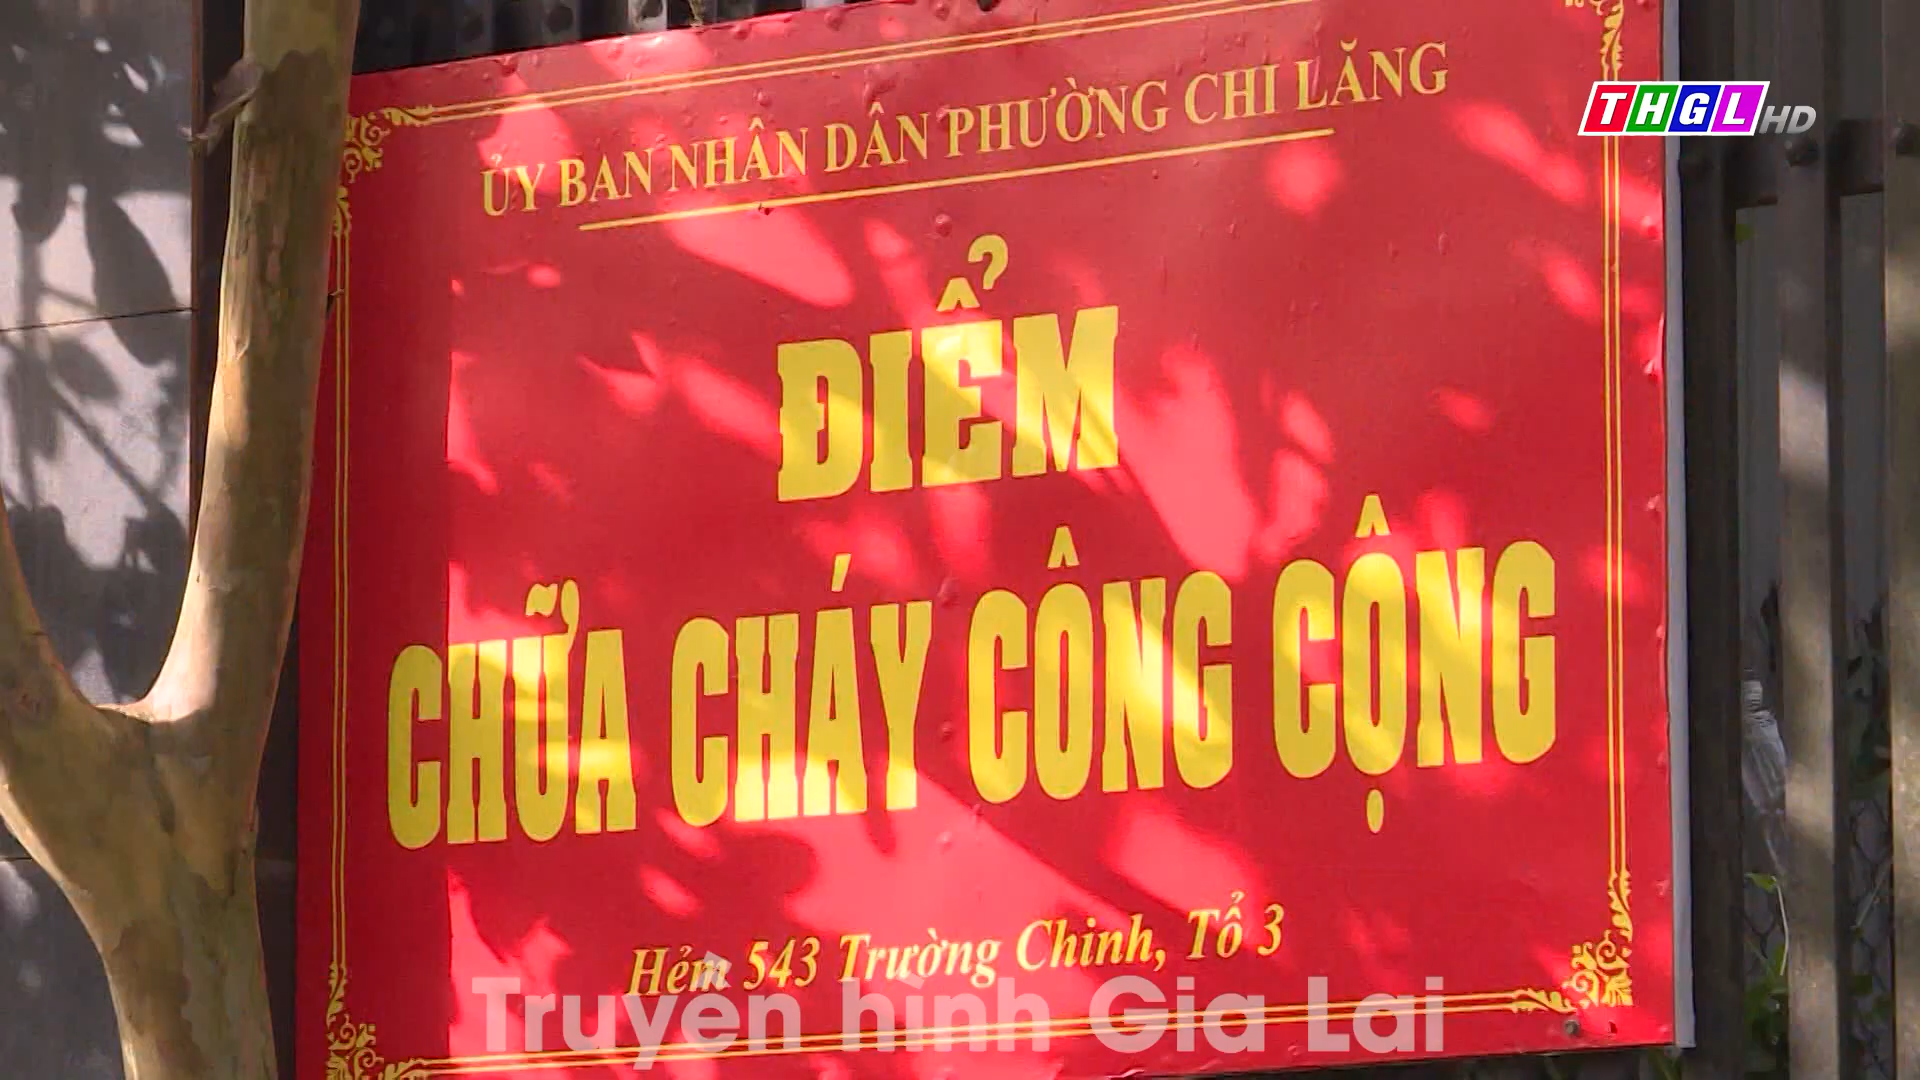 THGL HD
ỦY BAN NHÂN DÂN PHƯỜNG CHI LĂNG
ĐIỂM
CHỮA CHÁY CÔNG CỘNG
Hẻm 543 Trường Chinh, Tổ 3
Truyền hình Gia Lai